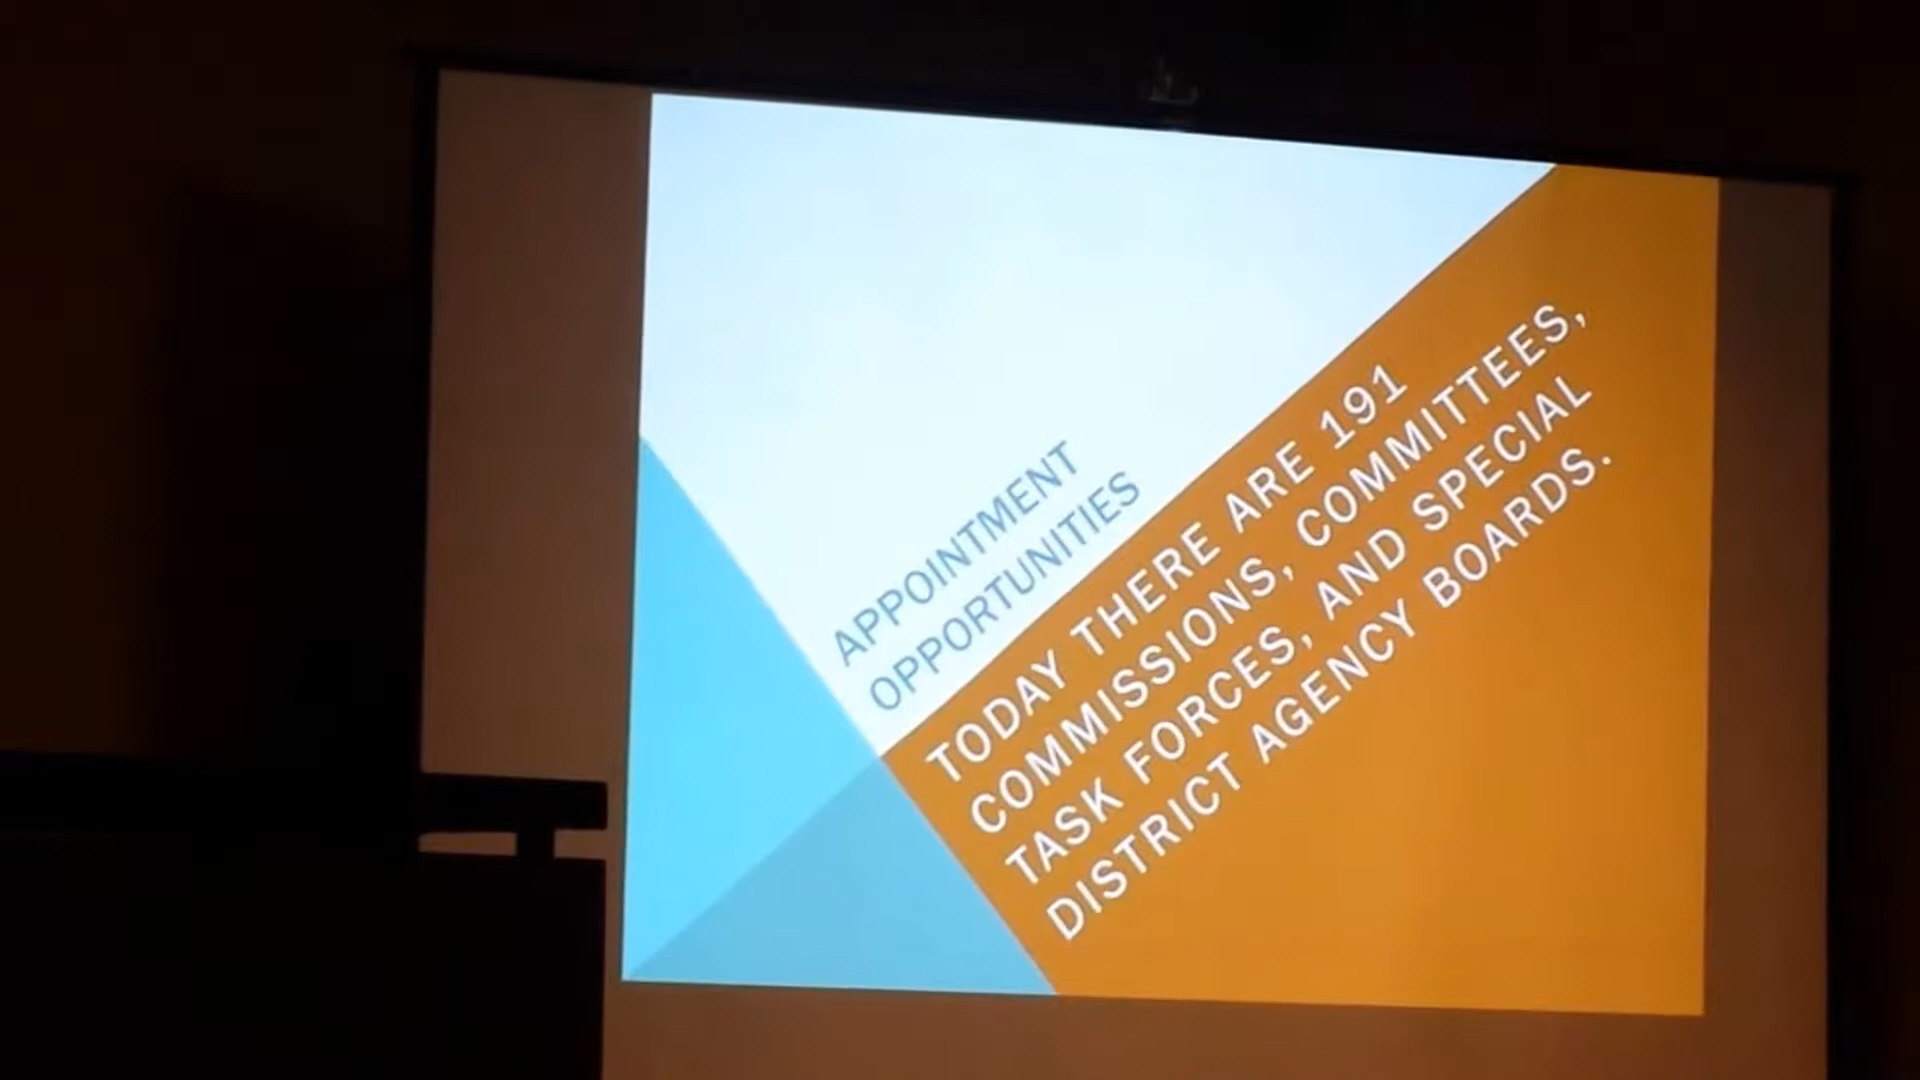 APPOINTMENT
OPPORTUNITIES
TODAY THERE ARE 191
COMMISSIONS, COMMITTEES,
TASK FORCES, AND SPECIAL
DISTRICT AGENCY BOARDS.